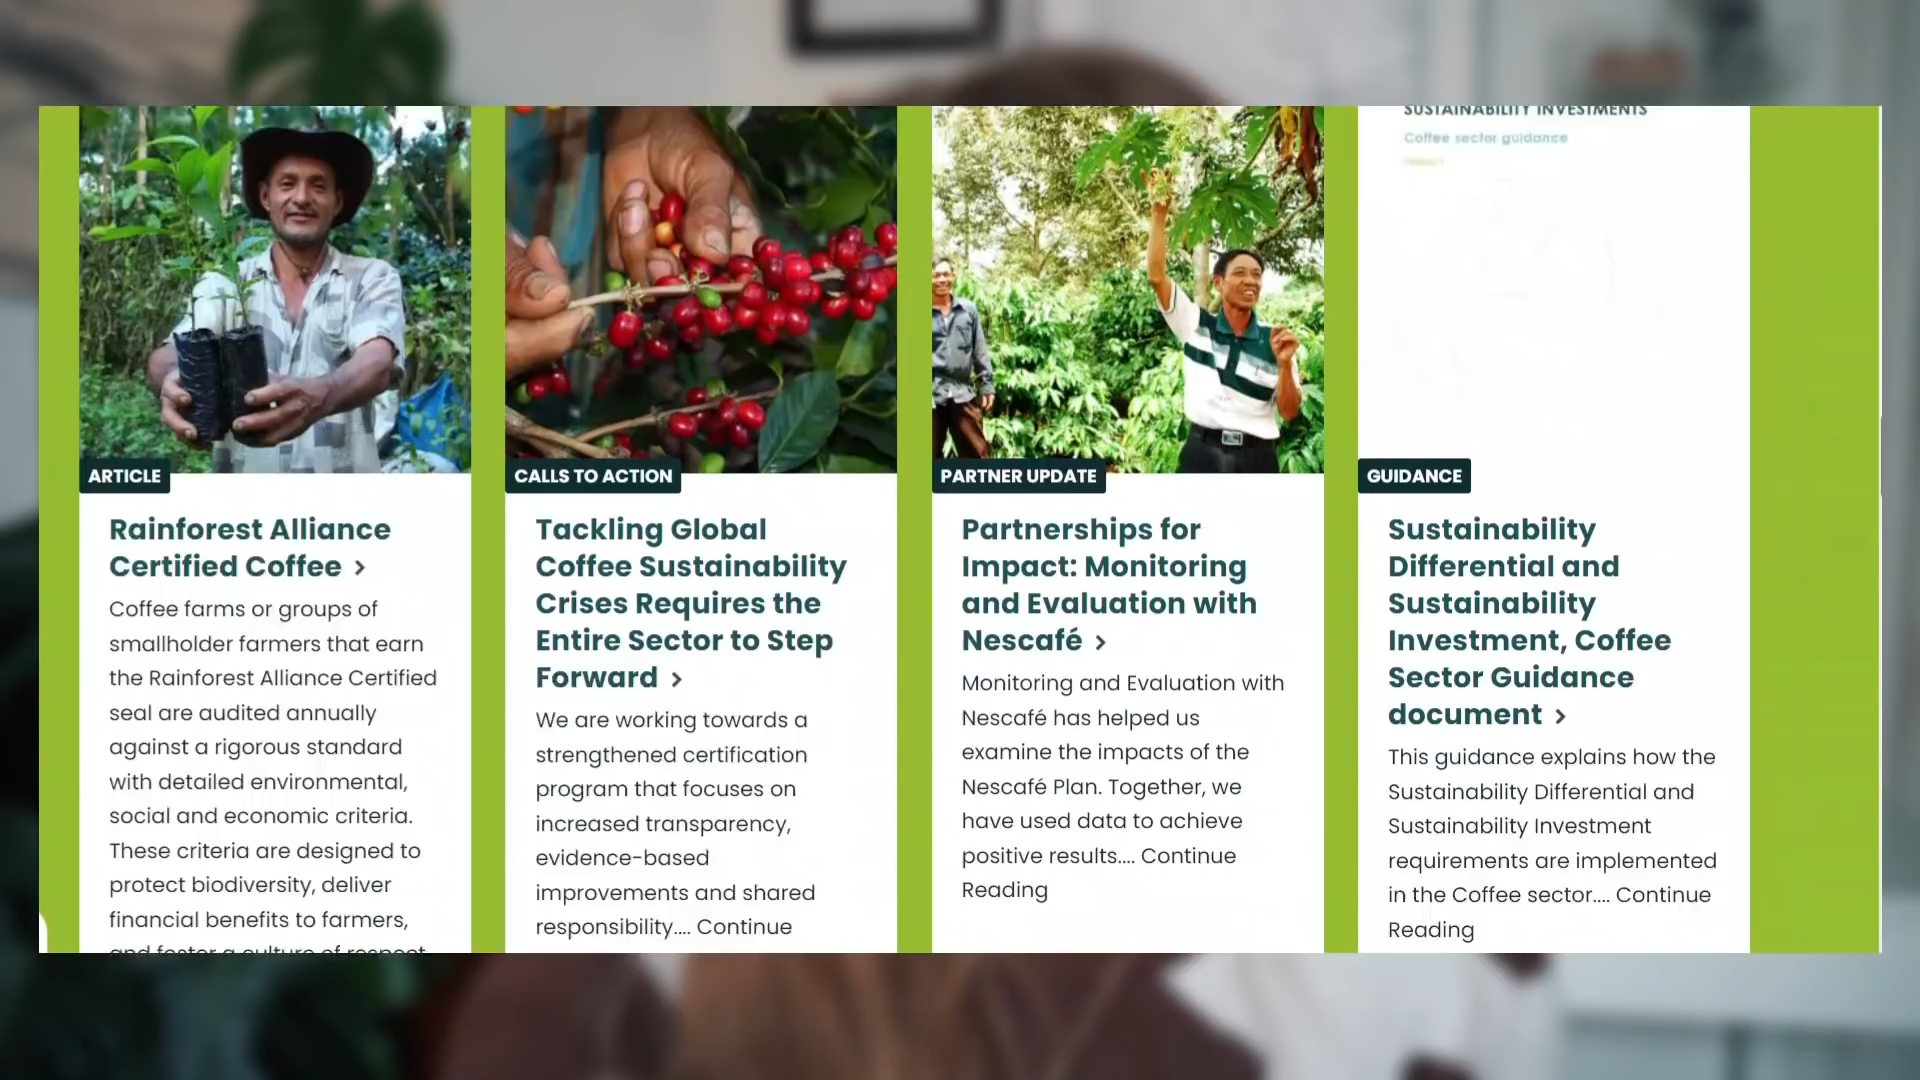 SUSTAINABILITY INVESTMENTS
Coffee sector guidance
ARTICLE
Rainforest Alliance
Certified Coffee >
Coffee farms or groups of
smallholder farmers that earn
the Rainforest Alliance Certified
seal are audited annually
against a rigorous standard
with detailed environmental,
social and economic criteria.
These criteria are designed to
protect biodiversity, deliver
financial benefits to farmers,
and foster a culture of respect
CALLS TO ACTION
Tackling Global
Coffee Sustainability
Crises Requires the
Entire Sector to Step
Forward >
We are working towards a
strengthened certification
program that focuses on
increased transparency,
evidence-based
improvements and shared
responsibility.... Continue
PARTNER UPDATE
Partnerships for
Impact: Monitoring
and Evaluation with
Nescafé >
Monitoring and Evaluation with
Nescafé has helped us
examine the impacts of the
Nescafé Plan. Together, we
have used data to achieve
positive results.... Continue
Reading
GUIDANCE
Sustainability
Differential and
Sustainability
Investment, Coffee
Sector Guidance
document >
This guidance explains how the
Sustainability Differential and
Sustainability Investment
requirements are implemented
in the Coffee sector.... Continue
Reading